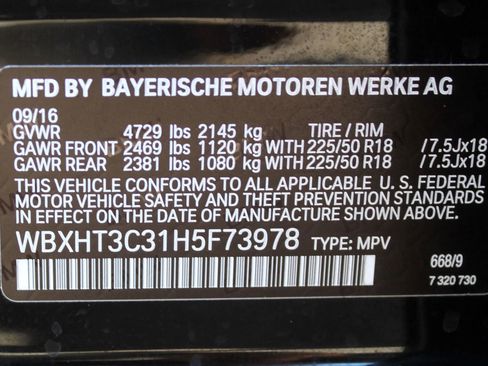 MFD BY BAYERISCHE MOTOREN WERKE AG
09/16
GVWR 4729 lbs 2145 kg TIRE / RIM
GAWR FRONT 2469 lbs 1120 kg WITH 225/50 R18 /7.5Jx18
GAWR REAR 2381 lbs 1080 kg WITH 225/50 R18 /7.5Jx18
THIS VEHICLE CONFORMS TO ALL APPLICABLE U. S. FEDERAL
MOTOR VEHICLE SAFETY AND THEFT PREVENTION STANDARDS
IN EFFECT ON THE DATE OF MANUFACTURE SHOWN ABOVE.
WBXHT3C31H5F73978 TYPE: MPV
668/9
7 320 730